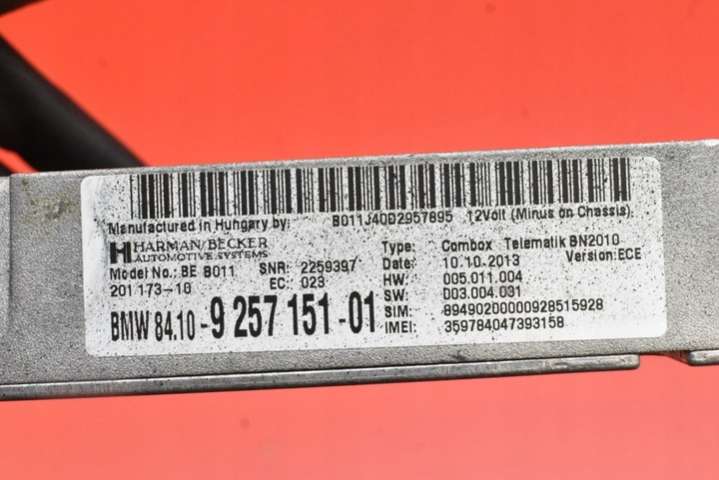 Manufactured in Hungary by: B011J40D2957895 12Volt (Minus on Chassis)
HARMAN/BECKER
AUTOMOTIVE SYSTEMS
Model No.: BE B011 SNR: 2259397
201 173-10 EC: 023
BMW 84.10 -9 257 151 -01
Type: Combox Telematik BN2010
Date: 10.10.2013 Version: ECE
HW: 005.011.004
SW: 003.004.031
SIM: 89490200000928515928
IMEI: 359784047393158